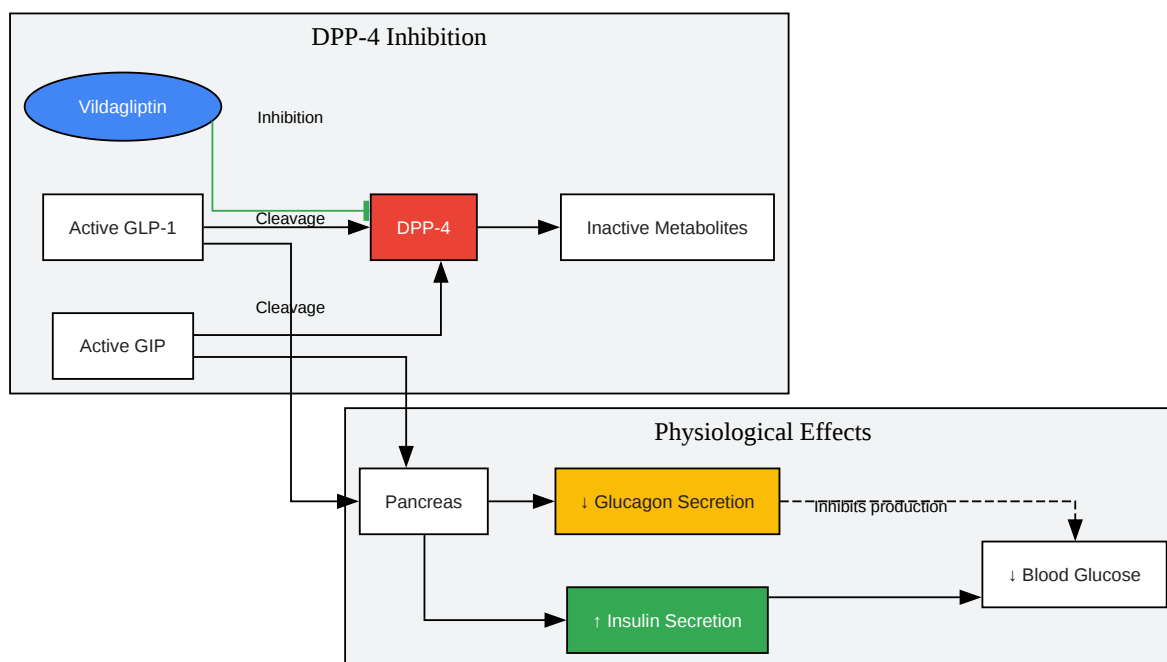 DPP-4 Inhibition
Vildagliptin
Inhibition
Active GLP-1
Cleavage
DPP-4
Inactive Metabolites
Cleavage
Active GIP
Physiological Effects
Pancreas
↓ Glucagon Secretion
Inhibits production
↓ Blood Glucose
↑ Insulin Secretion